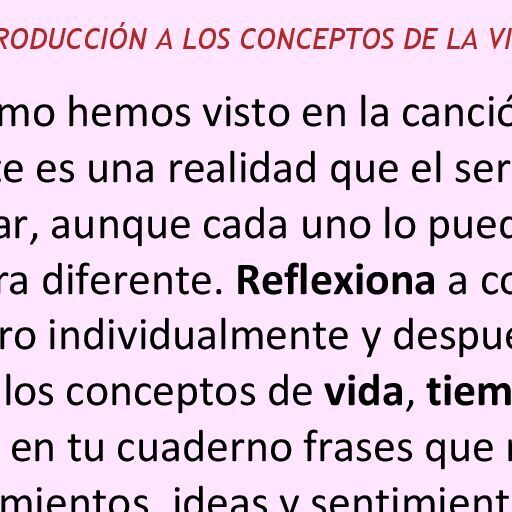 RODUCCIÓN A LOS CONCEPTOS DE LA VI
mo hemos visto en la canció
te es una realidad que el ser
ar, aunque cada uno lo pued
ra diferente. Reflexiona a co
ro individualmente y despué
los conceptos de vida, tiem
en tu cuaderno frases que
mientos, ideas y sentimient